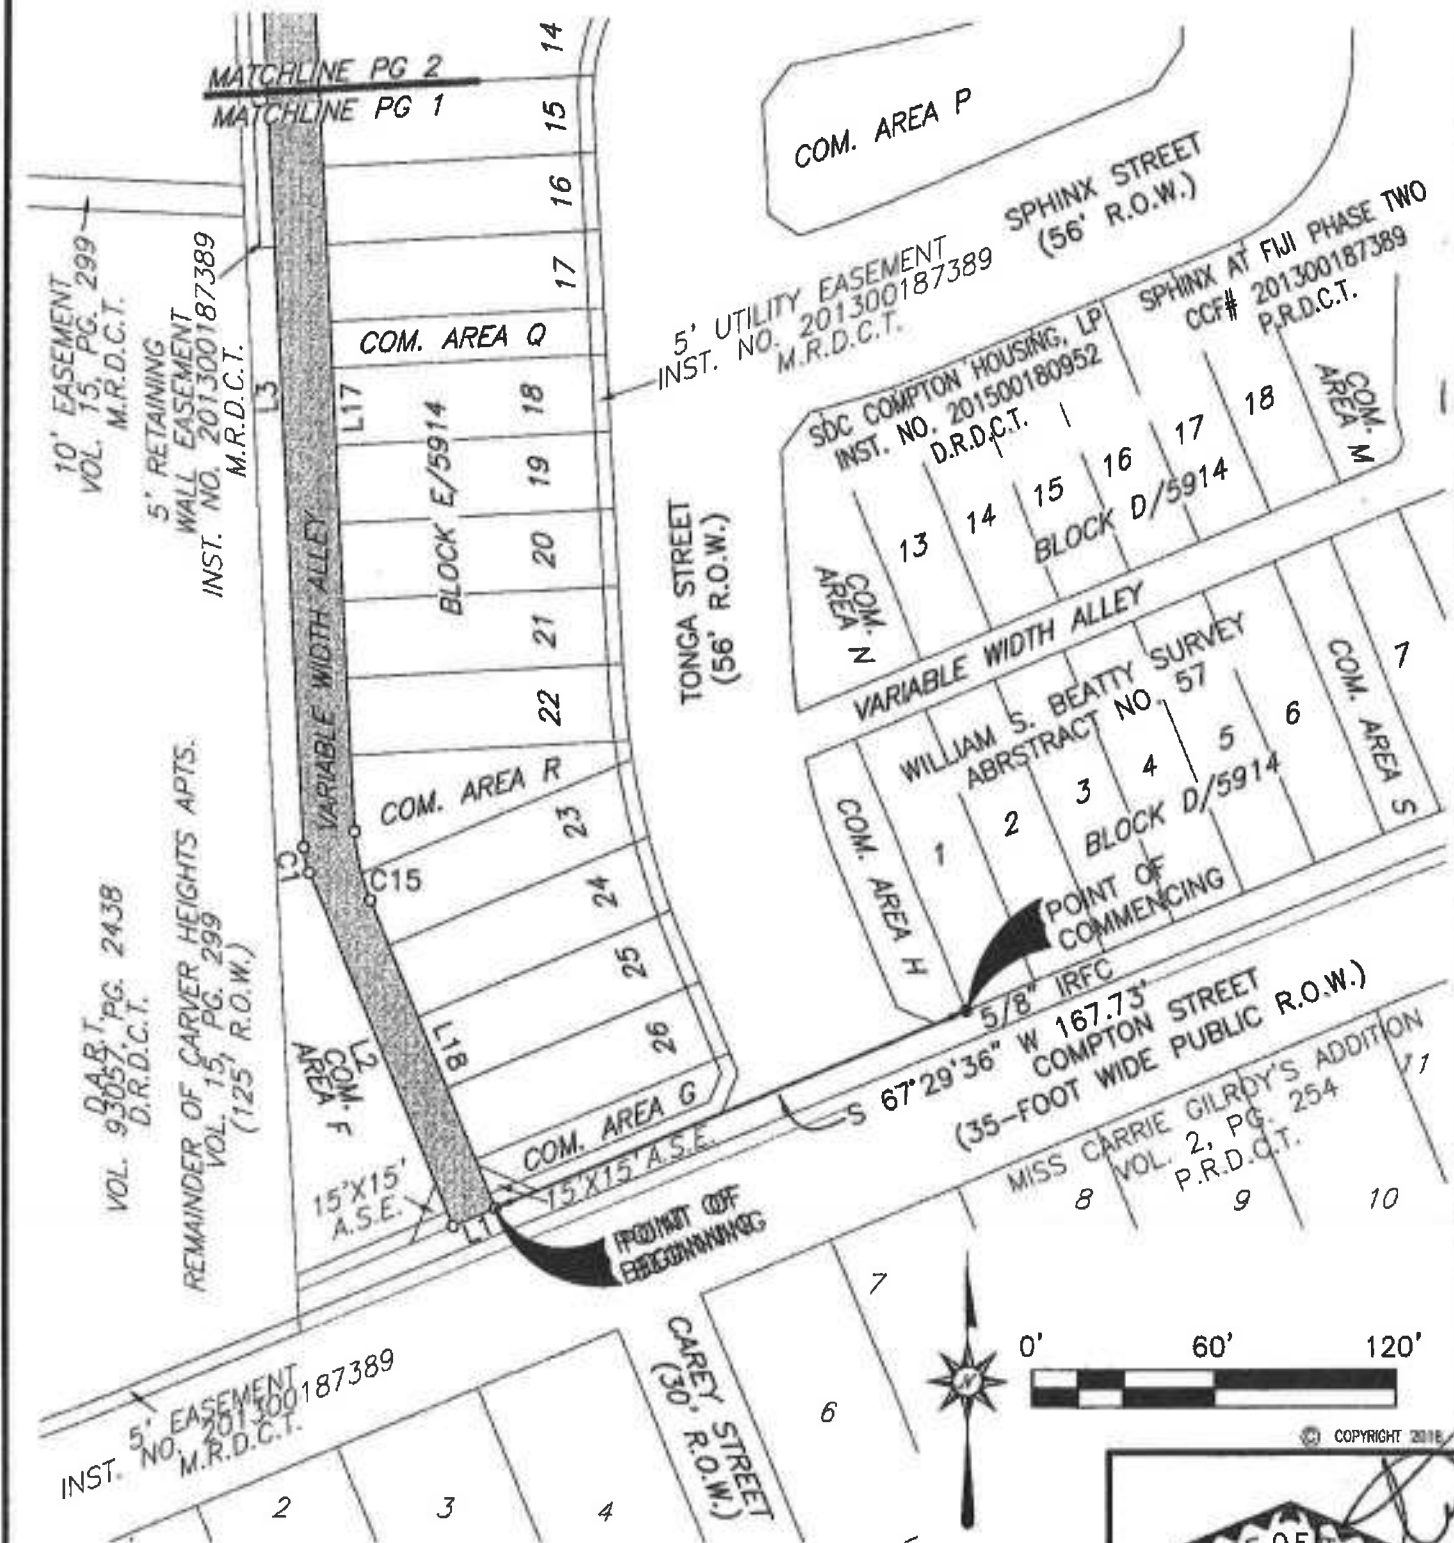 MATCHLINE PG 2
MATCHLINE PG 1
14
15
16
17
COM. AREA Q
18
19
20
21
22
BLOCK E/5914
COM. AREA R
23
24
25
26
COM. AREA G
L3
L17
VARIABLE WIDTH ALLEY
C1
C15
L18
L2
COM.
AREA F
L1
15'X15'
A.S.E.
15'X15' A.S.E.
10' EASEMENT
VOL. 15, PG. 299
M.R.D.C.T.
5' RETAINING
WALL EASEMENT
INST. NO. 201300187389
M.R.D.C.T.
D.A.R.T.
VOL. 93057, PG. 2438
D.R.D.C.T.
REMAINDER OF CARVER HEIGHTS APTS.
VOL. 15, PG. 299
(125' R.O.W.)
COM. AREA P
SPHINX STREET
(56' R.O.W.)
5' UTILITY EASEMENT
INST. NO. 201300187389
M.R.D.C.T.
TONGA STREET
(56' R.O.W.)
SPHINX AT FIJI PHASE TWO
CCF# 201300187389
P.R.D.C.T.
SDC COMPTON HOUSING, LP
INST. NO. 201500180952
D.R.D.C.T.
COM.
AREA M
13
14
15
16
17
18
BLOCK D/5914
COM.
AREA N
VARIABLE WIDTH ALLEY
WILLIAM S. BEATTY SURVEY
ABRSTRACT NO. 57
COM. AREA H
1
2
3
4
5
6
COM. AREA S
7
BLOCK D/5914
POINT OF
COMMENCING
5/8" IRFC
S 67°29'36" W 167.73'
COMPTON STREET
(35-FOOT WIDE PUBLIC R.O.W.)
MISS CARRIE GILROY'S ADDITION
VOL. 2, PG. 254
P.R.D.C.T.
8
9
10
11
POINT OF
BEGINNING
7
6
CAREY STREET
(30' R.O.W.)
5' EASEMENT
INST. NO. 201300187389
M.R.D.C.T.
2
3
4
0' 60' 120'
© COPYRIGHT 2018
OF